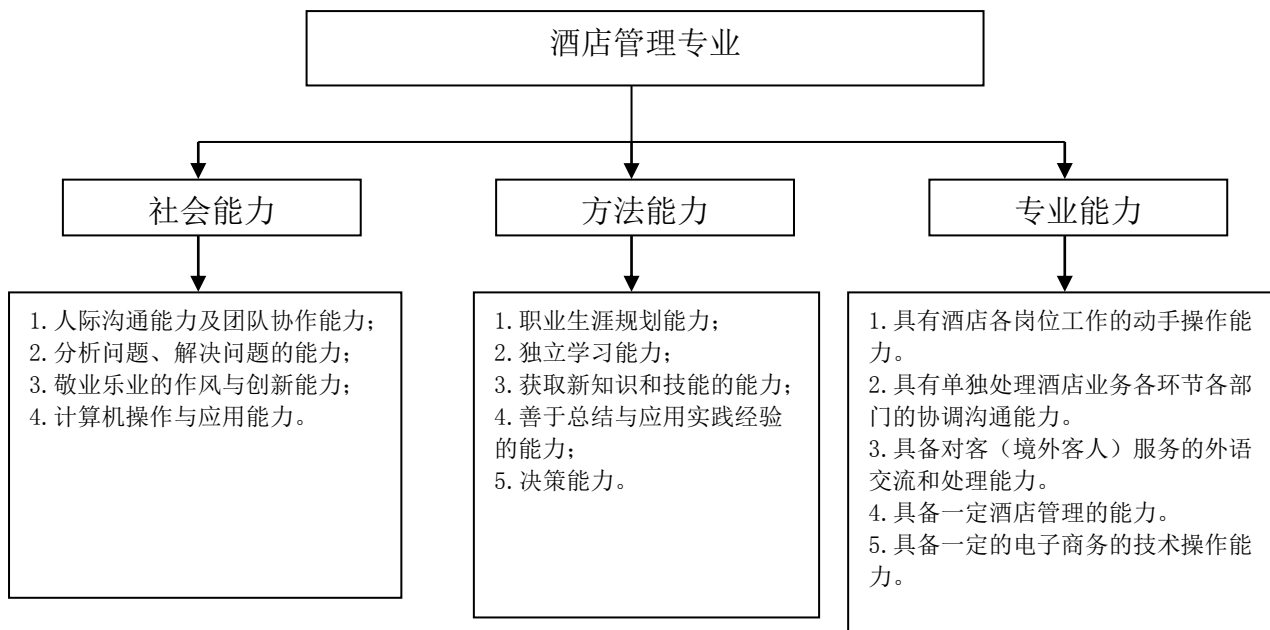 酒店管理专业
社会能力
方法能力
专业能力
1.人际沟通能力及团队协作能力；
2.分析问题、解决问题的能力；
3.敬业乐业的作风与创新能力；
4.计算机操作与应用能力。
1.职业生涯规划能力；
2.独立学习能力；
3.获取新知识和技能的能力；
4.善于总结与应用实践经验
的能力；
5.决策能力。
1.具有酒店各岗位工作的动手操作能
力。
2.具有单独处理酒店业务各环节各部
门的协调沟通能力。
3.具备对客（境外客人）服务的外语
交流和处理能力。
4.具备一定酒店管理的能力。
5.具备一定的电子商务的技术操作能
力。